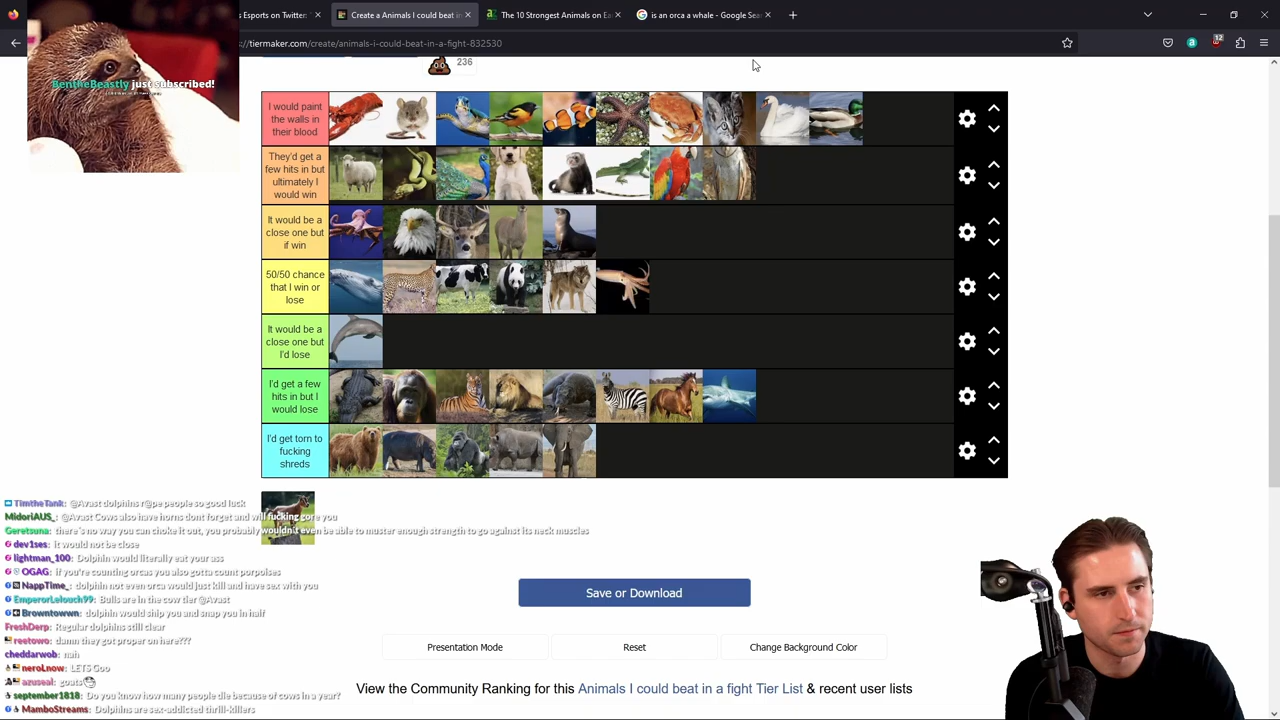 s Esports on Twitten
Create a Animals I could beat in
The 10 Strongest Animals on Ea
is an orca a whale - Google Sea
12
://tiermaker.com/create/animals-i-could-beat-in-a-fight-832530
BentheBeastly just subscribed!
236
I would paint
the walls in
their blood
They'd get a
few hits in but
ultimately I
would win
It would be a
close one but
if win
50/50 chance
that I win or
lose
It would be a
close one but
I'd lose
I'd get a few
hits in but I
would lose
I'd get torn to
fucking
shreds
TimtheTank: @Avast dolphins r@pe people so good luck
MidoriAUS_: @Avast Cows also have horns dont forget and will fucking gore you
Geretsuna: there's no way you can choke it out, you probably wouldn't even be able to muster enough strength to go against its neck muscles
dev1ses: it would not be close
lightman_100: Dolphin would literally eat your ass
OGAG: if you're counting orcas you also gotta count porpoises
NappTime_: dolphin not even orca would just kill and have sex with you
EmperorLelouch99: Bulls are in the cow tier @Avast
Browntowwn: dolphin would ship you and snap you in half
FreshDerp: Regular dolphins still clear
reetowo: damn they got proper on here???
cheddarwob: nah
neroLnow: LETS Goo
azuseal: goats
september1818: Do you know how many people die because of cows in a year?
MamboStreams: Dolphins are sex-addicted thrill-killers
Save or Download
Presentation Mode
Reset
Change Background Color
View the Community Ranking for this Animals I could beat in a fight Tier List & recent user lists